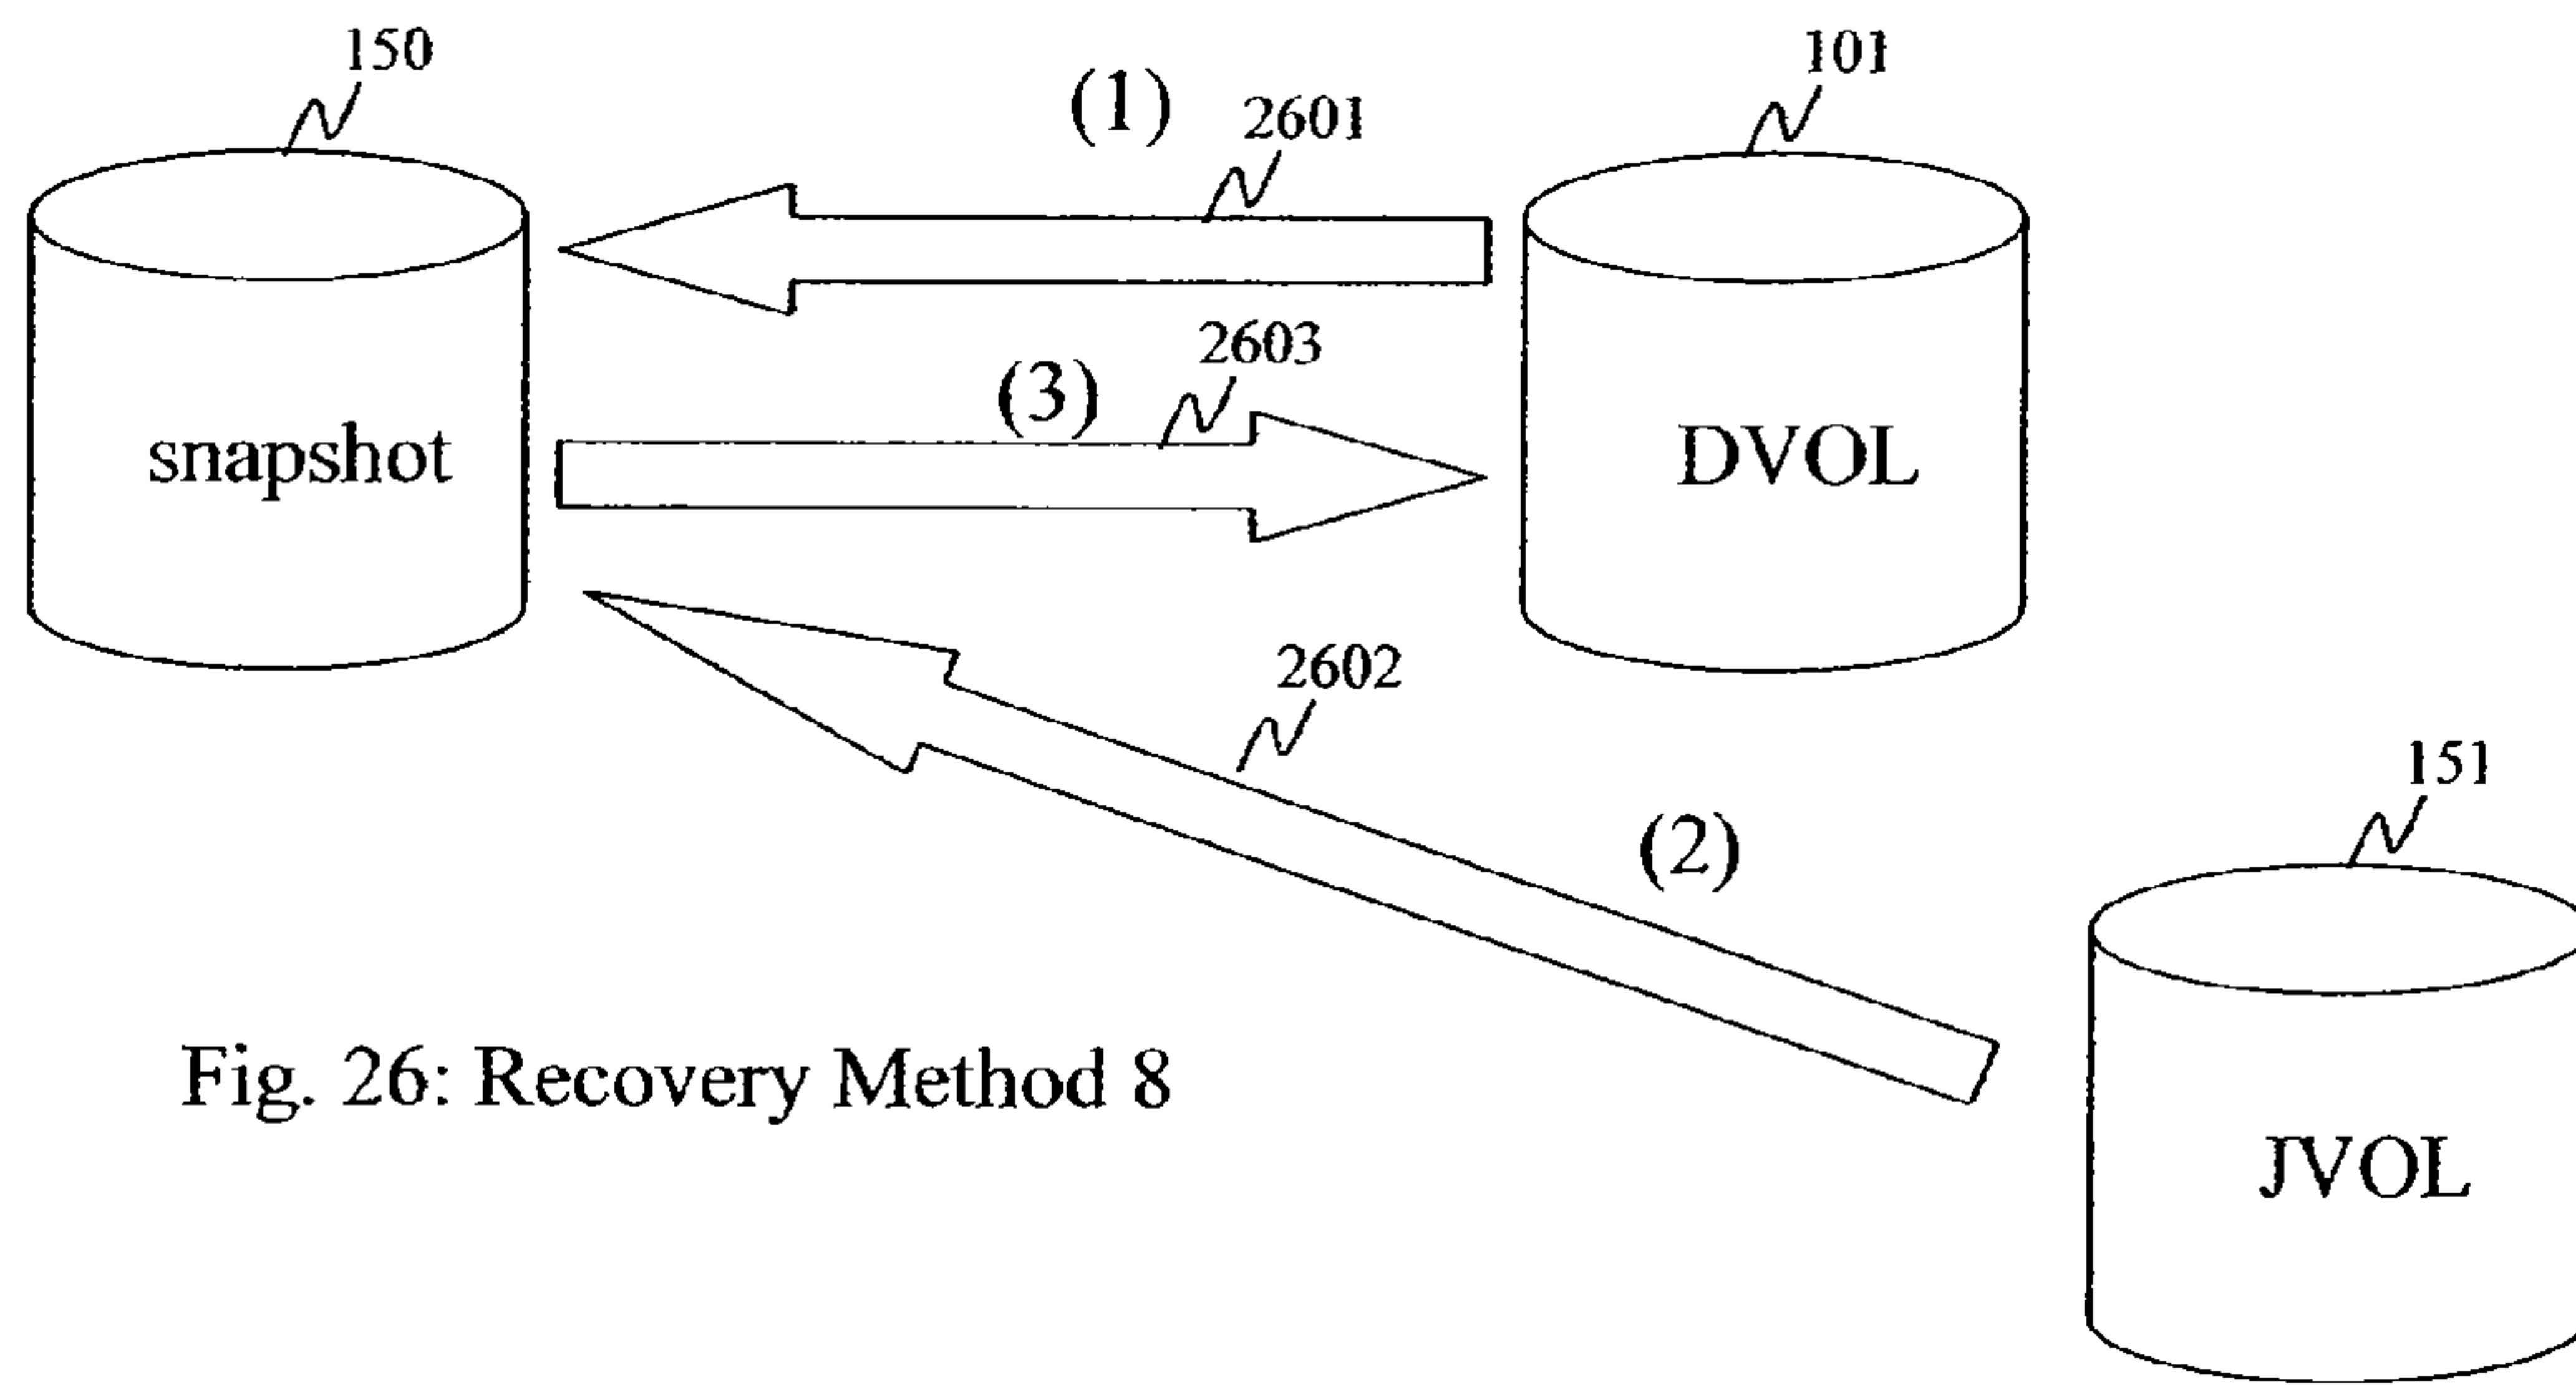 150
101
(1)
2601
2603
(3)
snapshot
DVOL
2602
151
(2)
Fig. 26: Recovery Method 8
JVOL